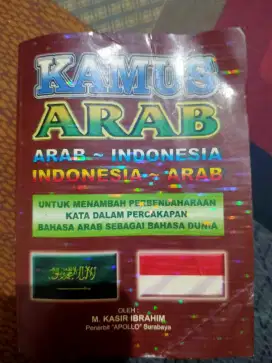 KAMUS
ARAB
ARAB ~ INDONESIA
INDONESIA ~ ARAB
UNTUK MENAMBAH PERBENDAHARAAN
KATA DALAM PERCAKAPAN
BAHASA ARAB SEBAGAI BAHASA DUNIA
OLEH :
M. KASIR IBRAHIM
Penerbit "APOLLO" Surabaya